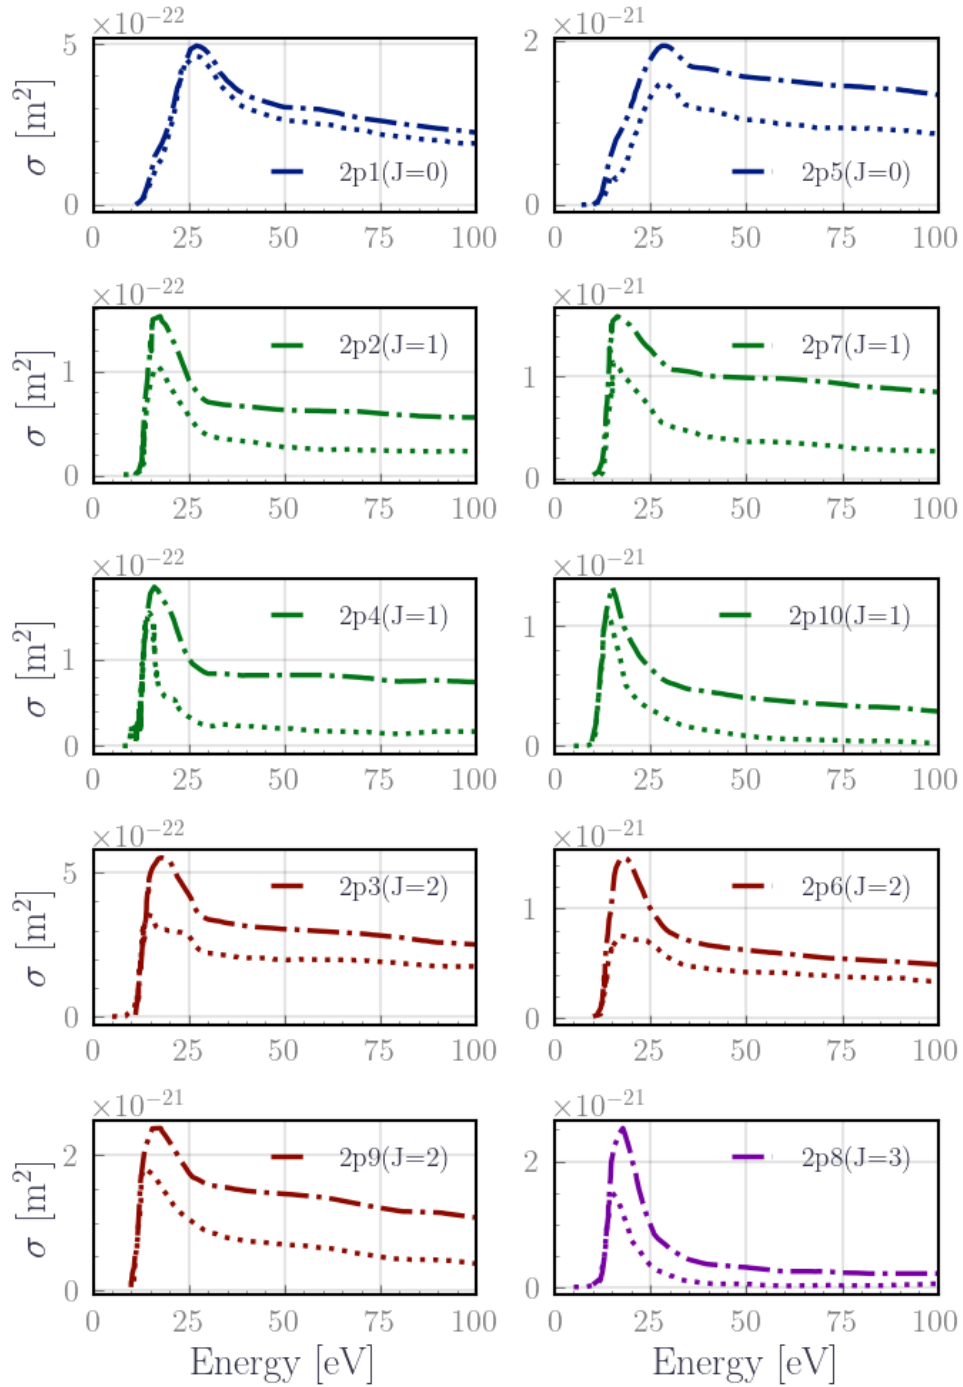 ×10⁻²² ×10⁻²¹
σ [m²]
5
0
2p1(J=0)
0 25 50 75 100
2
0
2p5(J=0)
0 25 50 75 100
×10⁻²² ×10⁻²¹
σ [m²]
1
0
2p2(J=1)
0 25 50 75 100
1
0
2p7(J=1)
0 25 50 75 100
×10⁻²² ×10⁻²¹
σ [m²]
1
0
2p4(J=1)
0 25 50 75 100
1
0
2p10(J=1)
0 25 50 75 100
×10⁻²² ×10⁻²¹
σ [m²]
5
0
2p3(J=2)
0 25 50 75 100
1
0
2p6(J=2)
0 25 50 75 100
×10⁻²¹ ×10⁻²¹
σ [m²]
2
0
2p9(J=2)
0 25 50 75 100
2
0
2p8(J=3)
0 25 50 75 100
Energy [eV] Energy [eV]